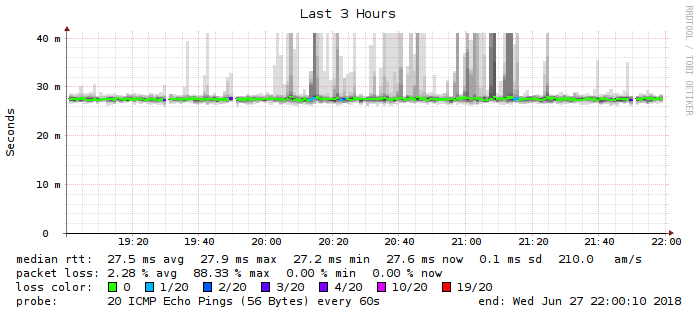 Last 3 Hours
RRDTOOL / TOBI OETIKER
Seconds
40 m
30 m
20 m
10 m
0
19:20 19:40 20:00 20:20 20:40 21:00 21:20 21:40 22:00
median rtt: 27.5 ms avg 27.9 ms max 27.2 ms min 27.6 ms now 0.1 ms sd 210.0 am/s
packet loss: 2.28 % avg 88.33 % max 0.00 % min 0.00 % now
loss color: 0 1/20 2/20 3/20 4/20 10/20 19/20
probe: 20 ICMP Echo Pings (56 Bytes) every 60s end: Wed Jun 27 22:00:10 2018